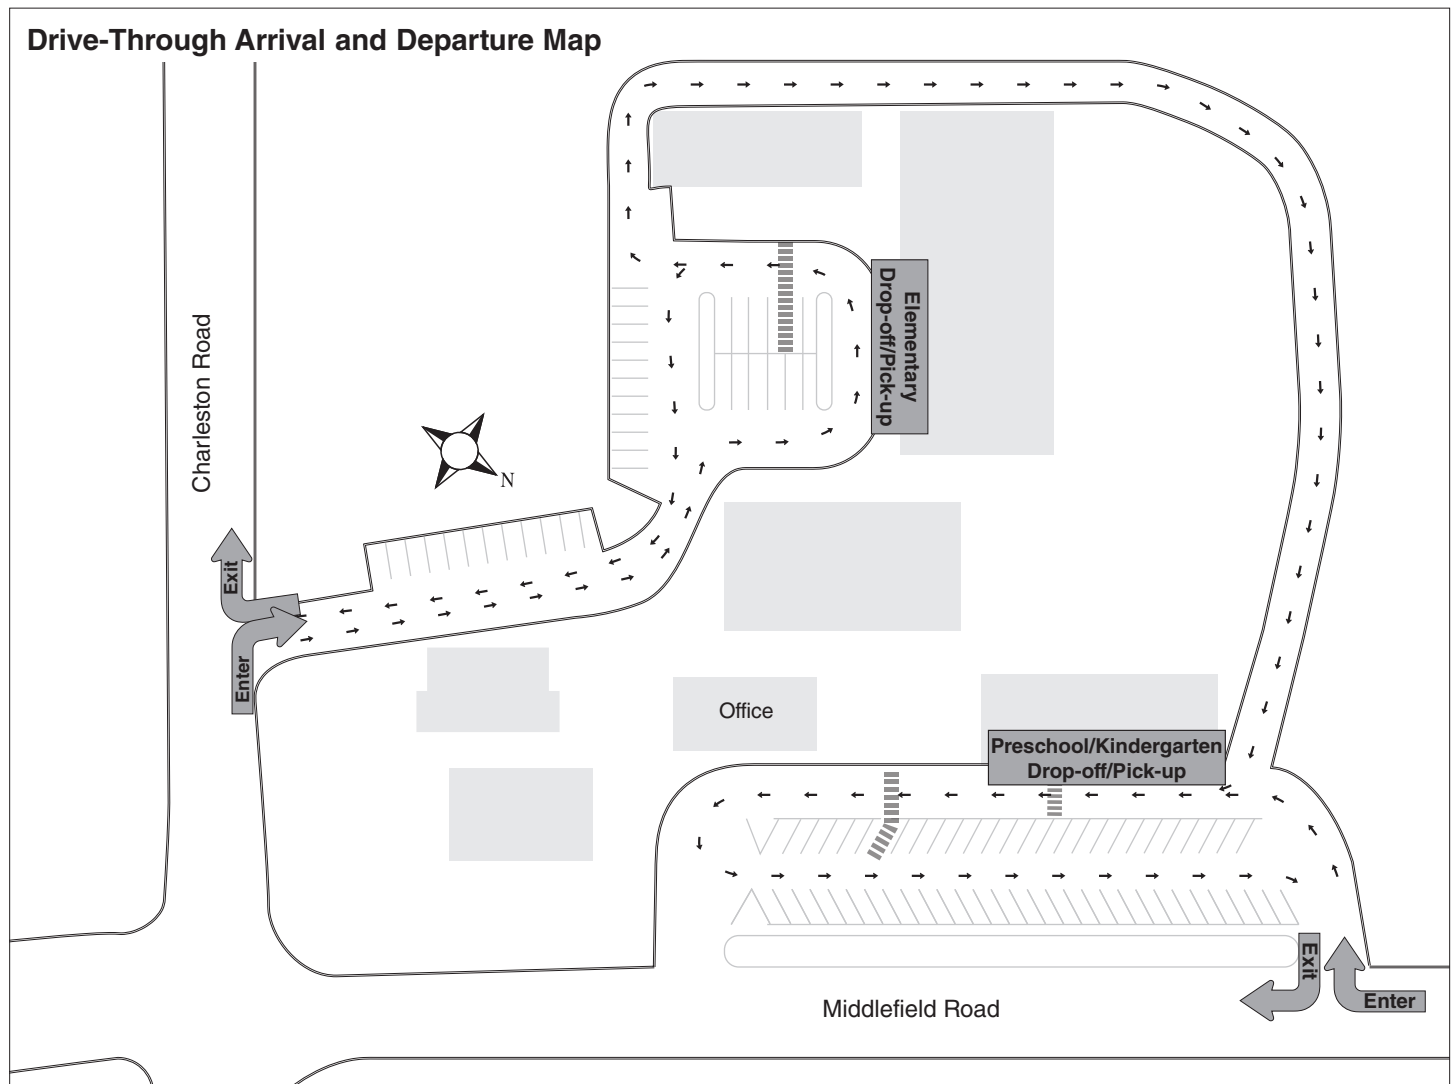 Drive-Through Arrival and Departure Map
Charleston Road
Elementary
Drop-off/Pick-up
N
Exit
Enter
Office
Preschool/Kindergarten
Drop-off/Pick-up
Exit
Enter
Middlefield Road